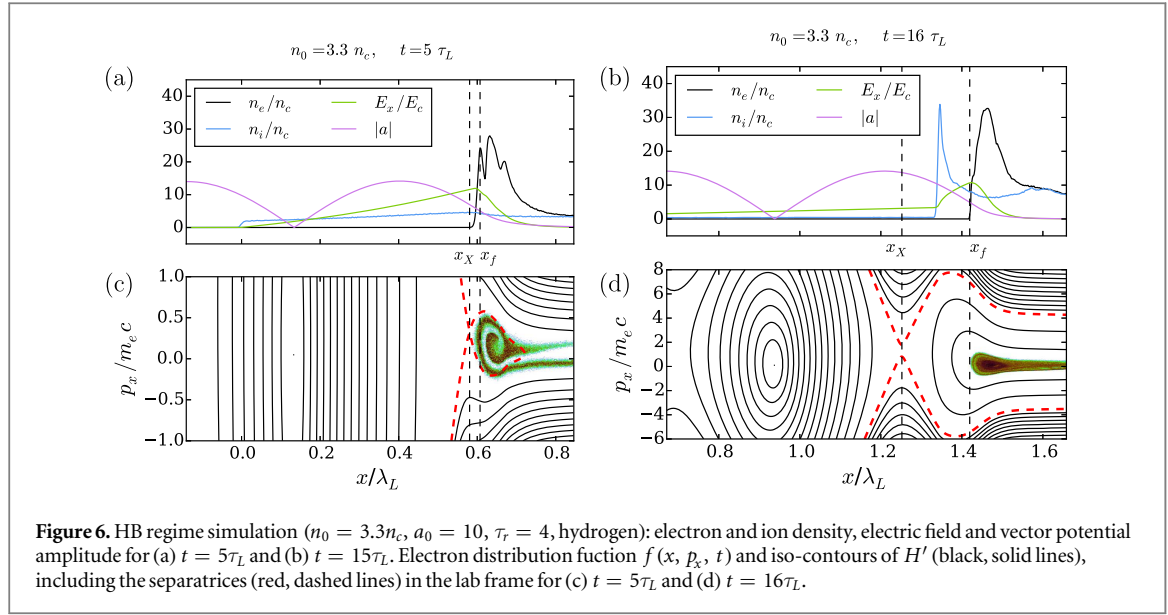 n₀ =3.3 n_c, t=5 τ_L
n₀ =3.3 n_c, t=16 τ_L
(a)
n_e/n_c
E_x/E_c
n_i/n_c
|a|
40
30
20
10
0
(b)
n_e/n_c
E_x/E_c
n_i/n_c
|a|
40
30
20
10
0
x_X x_f
x_X
x_f
(c)
1.0
0.5
0.0
−0.5
−1.0
p_x/m_e c
0.0 0.2 0.4 0.6 0.8
x/λ_L
(d)
8
6
4
2
0
−2
−4
−6
p_x/m_e c
0.8 1.0 1.2 1.4 1.6
x/λ_L
Figure 6. HB regime simulation (n₀ = 3.3n_c, a₀ = 10, τ_r = 4, hydrogen): electron and ion density, electric field and vector potential
amplitude for (a) t = 5τ_L and (b) t = 15τ_L. Electron distribution fuction f (x, p_x, t) and iso-contours of H′ (black, solid lines),
including the separatrices (red, dashed lines) in the lab frame for (c) t = 5τ_L and (d) t = 16τ_L.